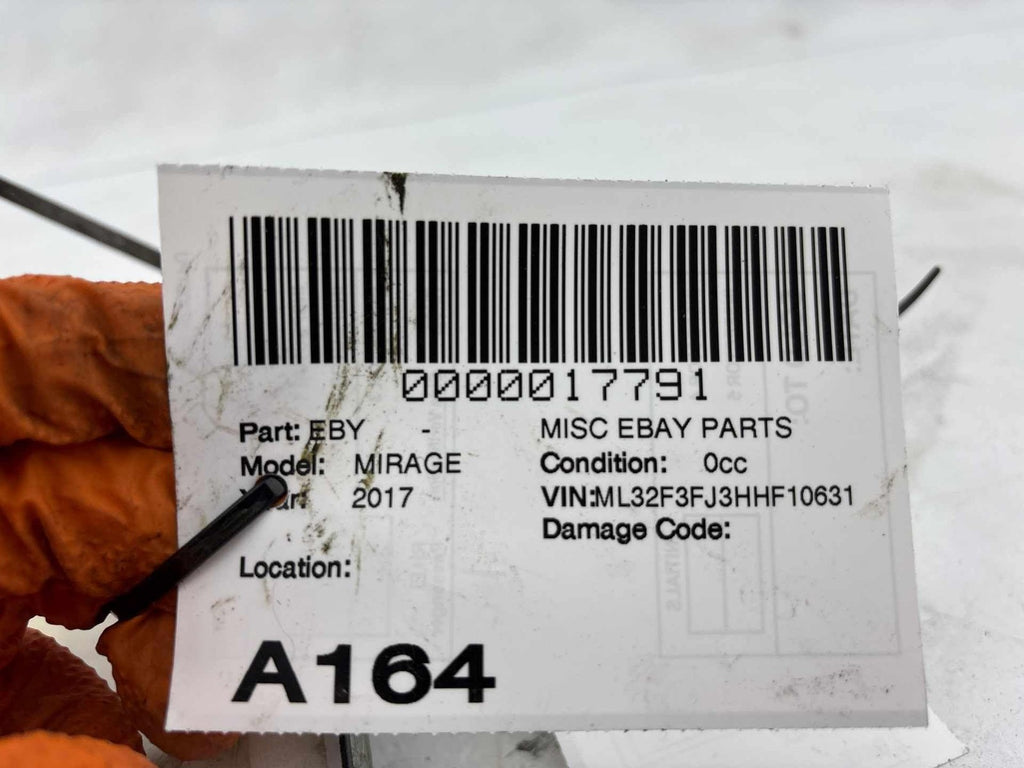 0000017791
Part: EBY - MISC EBAY PARTS
Model: MIRAGE Condition: 0cc
2017 VIN:ML32F3FJ3HHF10631
Damage Code:
Location:
A164